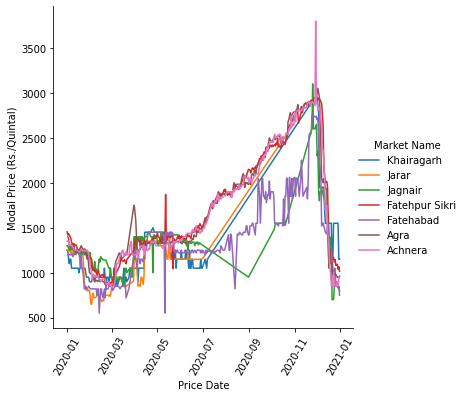 Modal Price (Rs./Quintal)
3500
3000
2500
2000
1500
1000
500
2020-01
2020-03
2020-05
2020-07
2020-09
2020-11
2021-01
Price Date
Market Name
Khairagarh
Jarar
Jagnair
Fatehpur Sikri
Fatehabad
Agra
Achnera